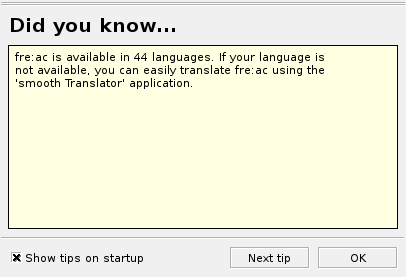 Did you know...
fre:ac is available in 44 languages. If your language is
not available, you can easily translate fre:ac using the
'smooth Translator' application.
Show tips on startup
Next tip
OK